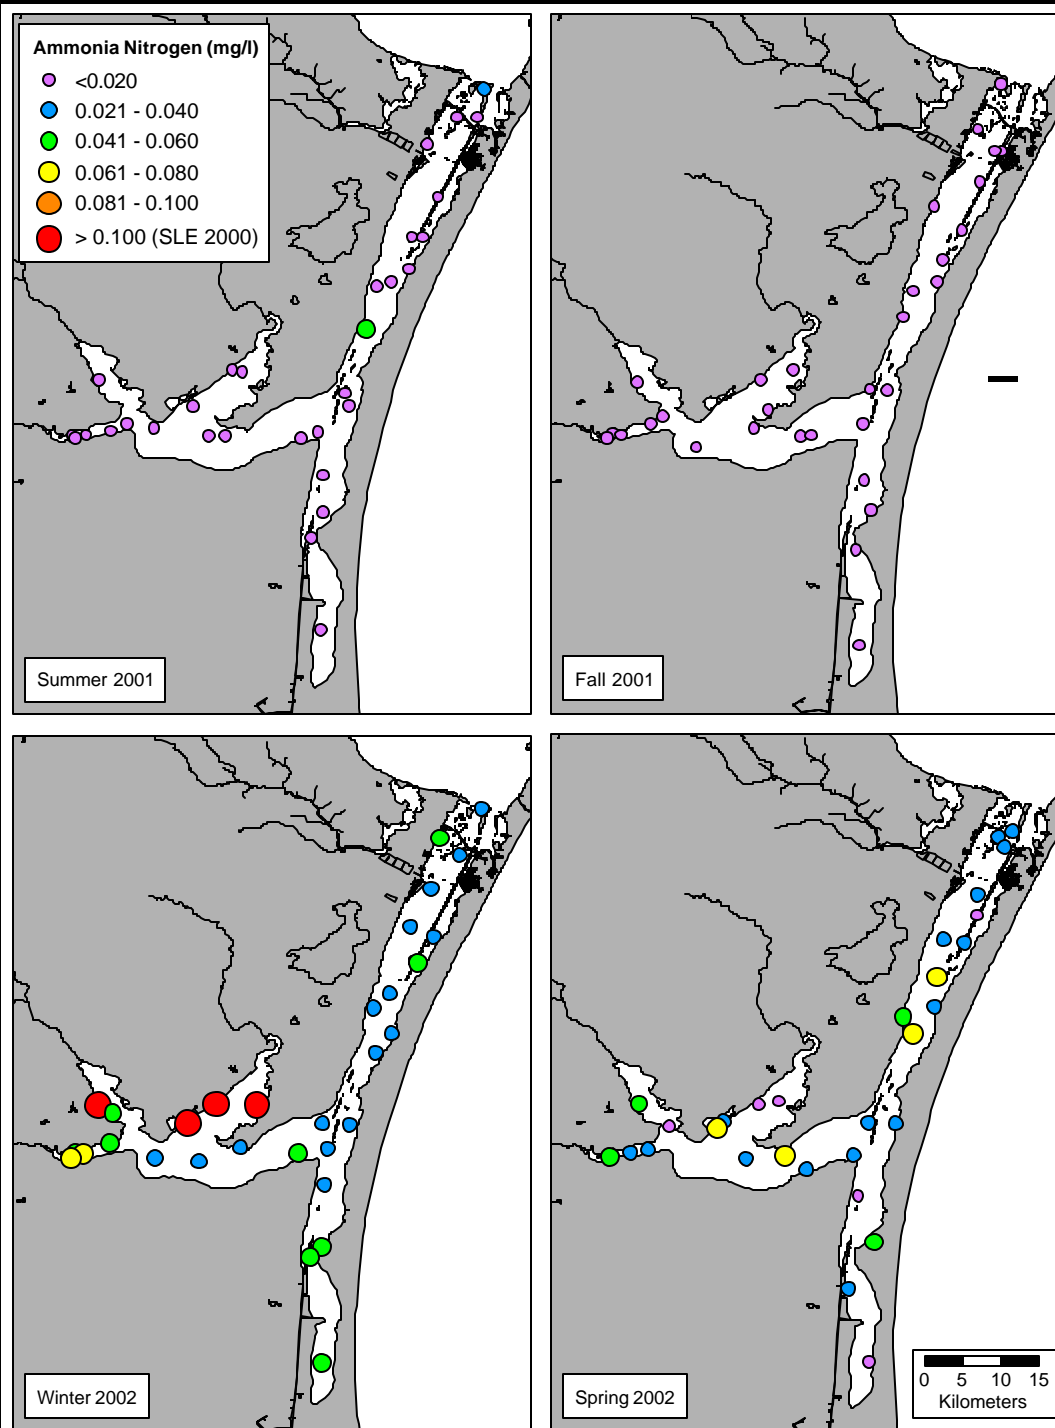 Ammonia Nitrogen (mg/l)
<0.020
0.021 - 0.040
0.041 - 0.060
0.061 - 0.080
0.081 - 0.100
> 0.100 (SLE 2000)
Summer 2001
Fall 2001
Winter 2002
Spring 2002
0 5 10 15
Kilometers